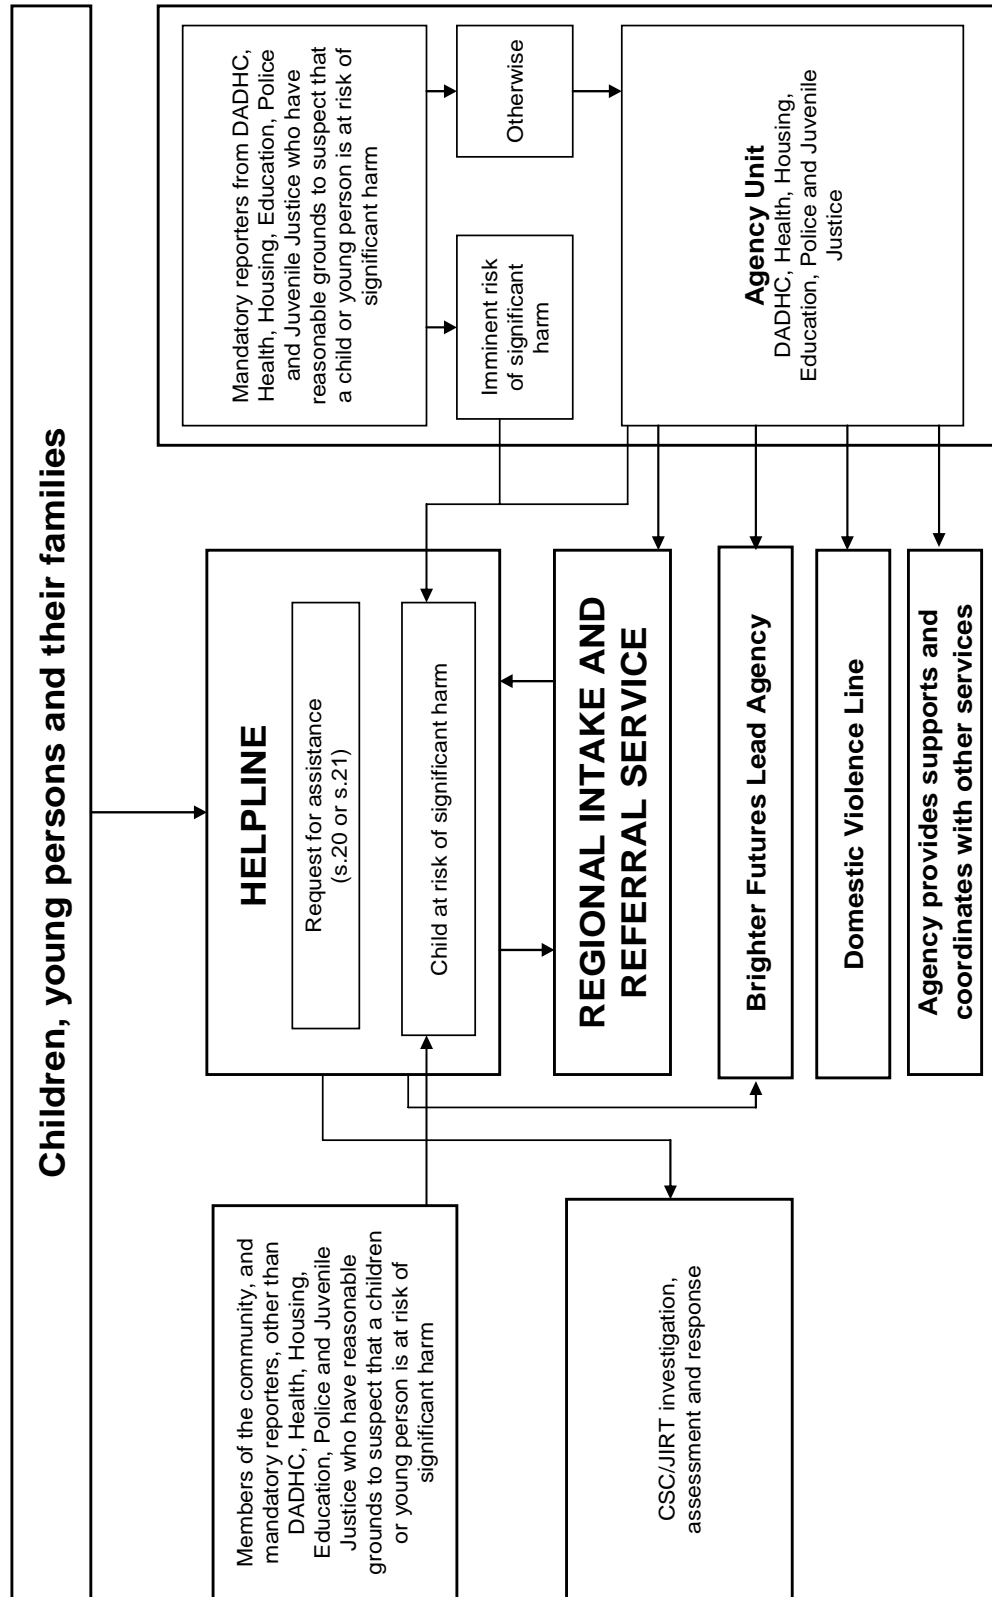 Children, young persons and their families
Members of the community, and
mandatory reporters, other than
DADHC, Health, Housing,
Education, Police and Juvenile
Justice who have reasonable
grounds to suspect that a children
or young person is at risk of
significant harm
HELPLINE
Request for assistance
(s.20 or s.21)
Child at risk of significant harm
Mandatory reporters from DADHC,
Health, Housing, Education, Police
and Juvenile Justice who have
reasonable grounds to suspect that
a child or young person is at risk of
significant harm
Imminent risk
of significant
harm
Otherwise
CSC/JIRT investigation,
assessment and response
REGIONAL INTAKE AND
REFERRAL SERVICE
Brighter Futures Lead Agency
Domestic Violence Line
Agency provides supports and
coordinates with other services
Agency Unit
DADHC, Health, Housing,
Education, Police and Juvenile
Justice